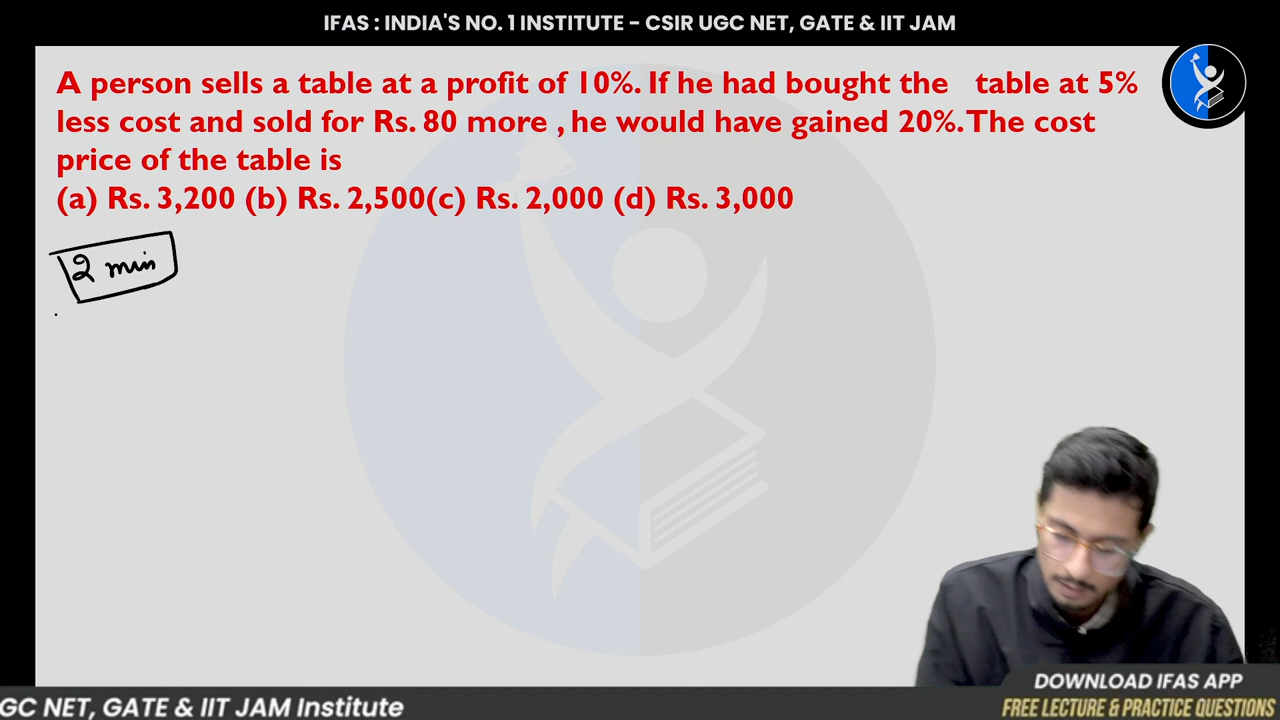 IFAS : INDIA'S NO. 1 INSTITUTE – CSIR UGC NET, GATE & IIT JAM
A person sells a table at a profit of 10%. If he had bought the table at 5%
less cost and sold for Rs. 80 more , he would have gained 20%. The cost
price of the table is
(a) Rs. 3,200 (b) Rs. 2,500(c) Rs. 2,000 (d) Rs. 3,000
2 min
DOWNLOAD IFAS APP
GC NET, GATE & IIT JAM Institute
FREE LECTURE & PRACTICE QUESTIONS